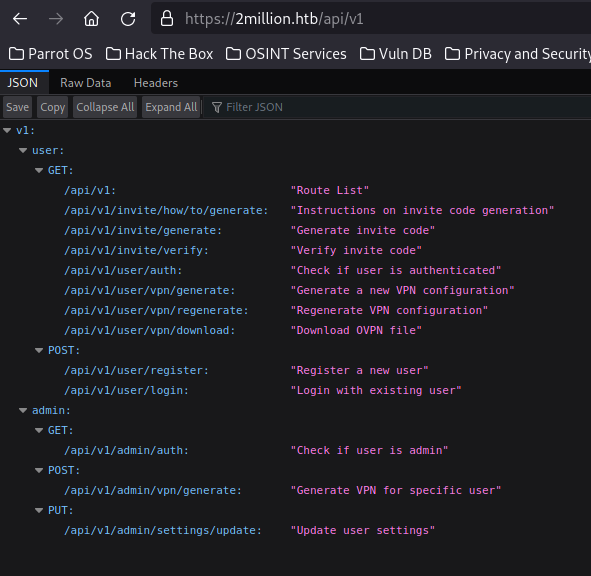 https://2million.htb/api/v1
Parrot OS Hack The Box OSINT Services Vuln DB Privacy and Security
JSON Raw Data Headers
Save Copy Collapse All Expand All Filter JSON
v1:
user:
GET:
/api/v1: "Route List"
/api/v1/invite/how/to/generate: "Instructions on invite code generation"
/api/v1/invite/generate: "Generate invite code"
/api/v1/invite/verify: "Verify invite code"
/api/v1/user/auth: "Check if user is authenticated"
/api/v1/user/vpn/generate: "Generate a new VPN configuration"
/api/v1/user/vpn/regenerate: "Regenerate VPN configuration"
/api/v1/user/vpn/download: "Download OVPN file"
POST:
/api/v1/user/register: "Register a new user"
/api/v1/user/login: "Login with existing user"
admin:
GET:
/api/v1/admin/auth: "Check if user is admin"
POST:
/api/v1/admin/vpn/generate: "Generate VPN for specific user"
PUT:
/api/v1/admin/settings/update: "Update user settings"